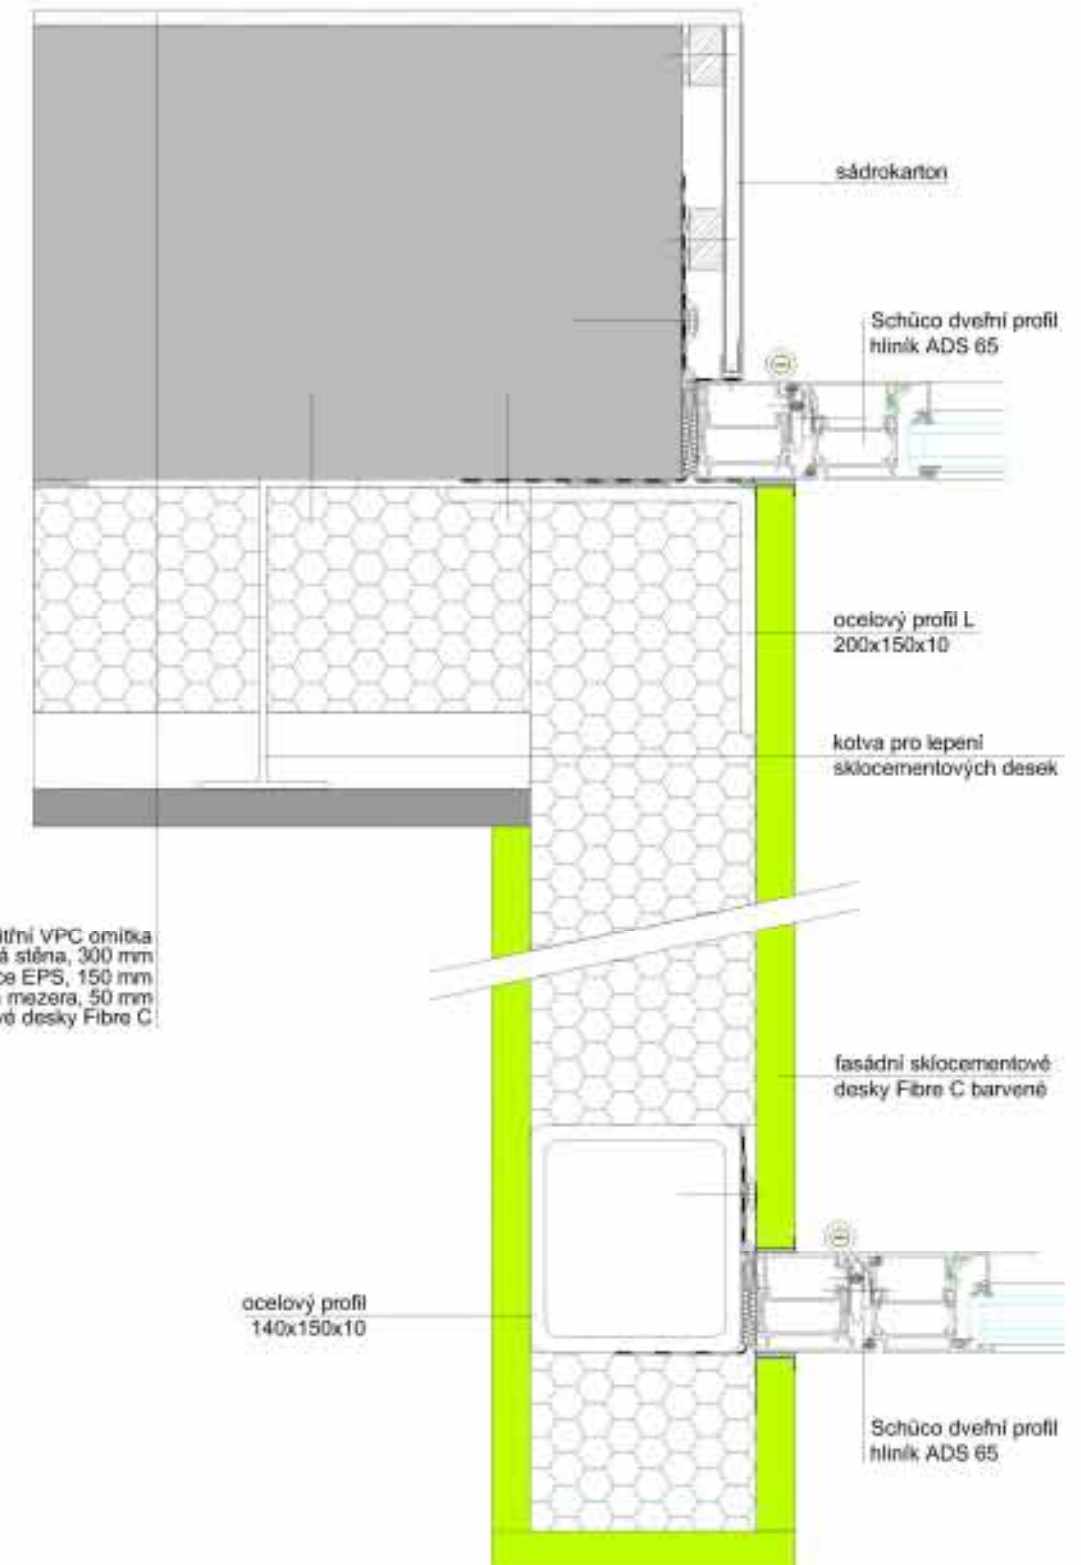 sádrokarton
Schüco dveřní profil
hliník ADS 65
ocelový profil L
200x150x10
kotva pro lepení
sklocementových desek
VPC omítka
stěna, 300 mm
EPS, 150 mm
mezera, 50 mm
desky Fibre C
fasádní sklocementové
desky Fibre C barvené
ocelový profil
140x150x10
Schüco dveřní profil
hliník ADS 65